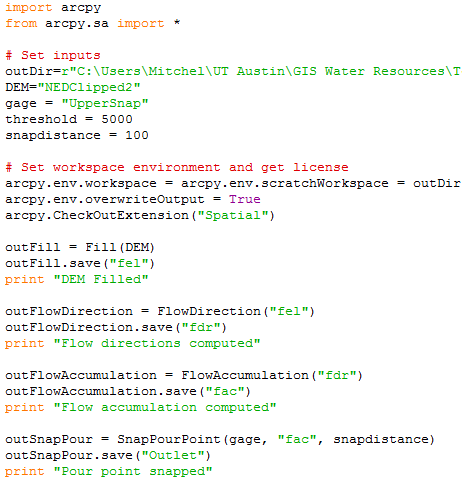 import arcpy
from arcpy.sa import *
# Set inputs
outDir=r"C:\Users\Mitchel\UT Austin\GIS Water Resources\T
DEM="NEDClipped2"
gage = "UpperSnap"
threshold = 5000
snapdistance = 100
# Set workspace environment and get license
arcpy.env.workspace = arcpy.env.scratchWorkspace = outDir
arcpy.env.overwriteOutput = True
arcpy.CheckOutExtension("Spatial")
outFill = Fill(DEM)
outFill.save("fel")
print "DEM Filled"
outFlowDirection = FlowDirection("fel")
outFlowDirection.save("fdr")
print "Flow directions computed"
outFlowAccumulation = FlowAccumulation("fdr")
outFlowAccumulation.save("fac")
print "Flow accumulation computed"
outSnapPour = SnapPourPoint(gage, "fac", snapdistance)
outSnapPour.save("Outlet")
print "Pour point snapped"